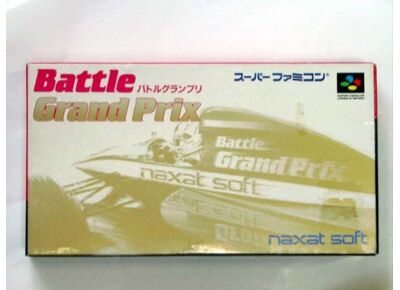 Battle
バトルグランプリ
Grand Prix
スーパーファミコン
Battle
Grand Prix
naxat soft
naxat soft